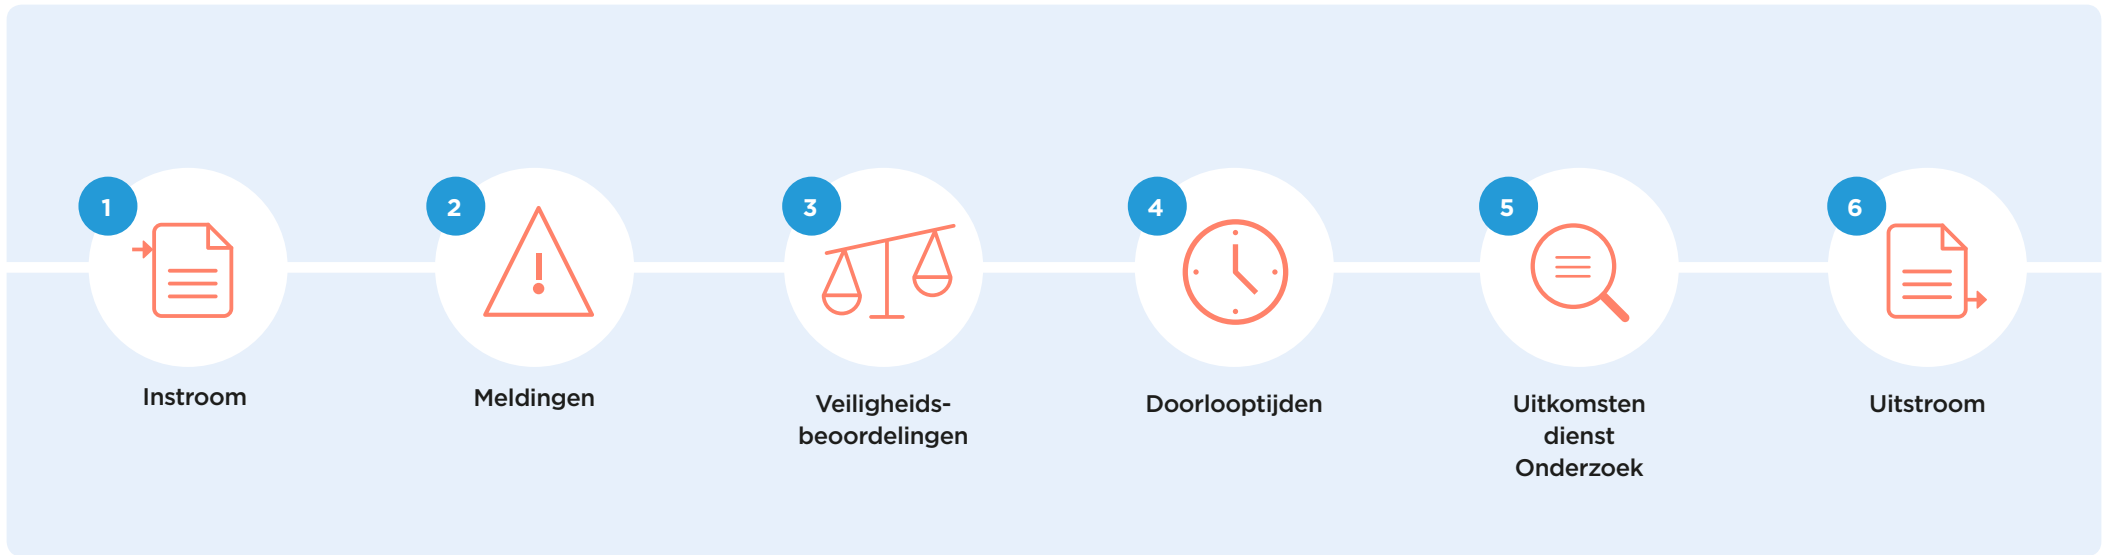 1
Instroom
2
Meldingen
3
Veiligheids-
beoordelingen
4
Doorlooptijden
5
Uitkomsten
dienst
Onderzoek
6
Uitstroom